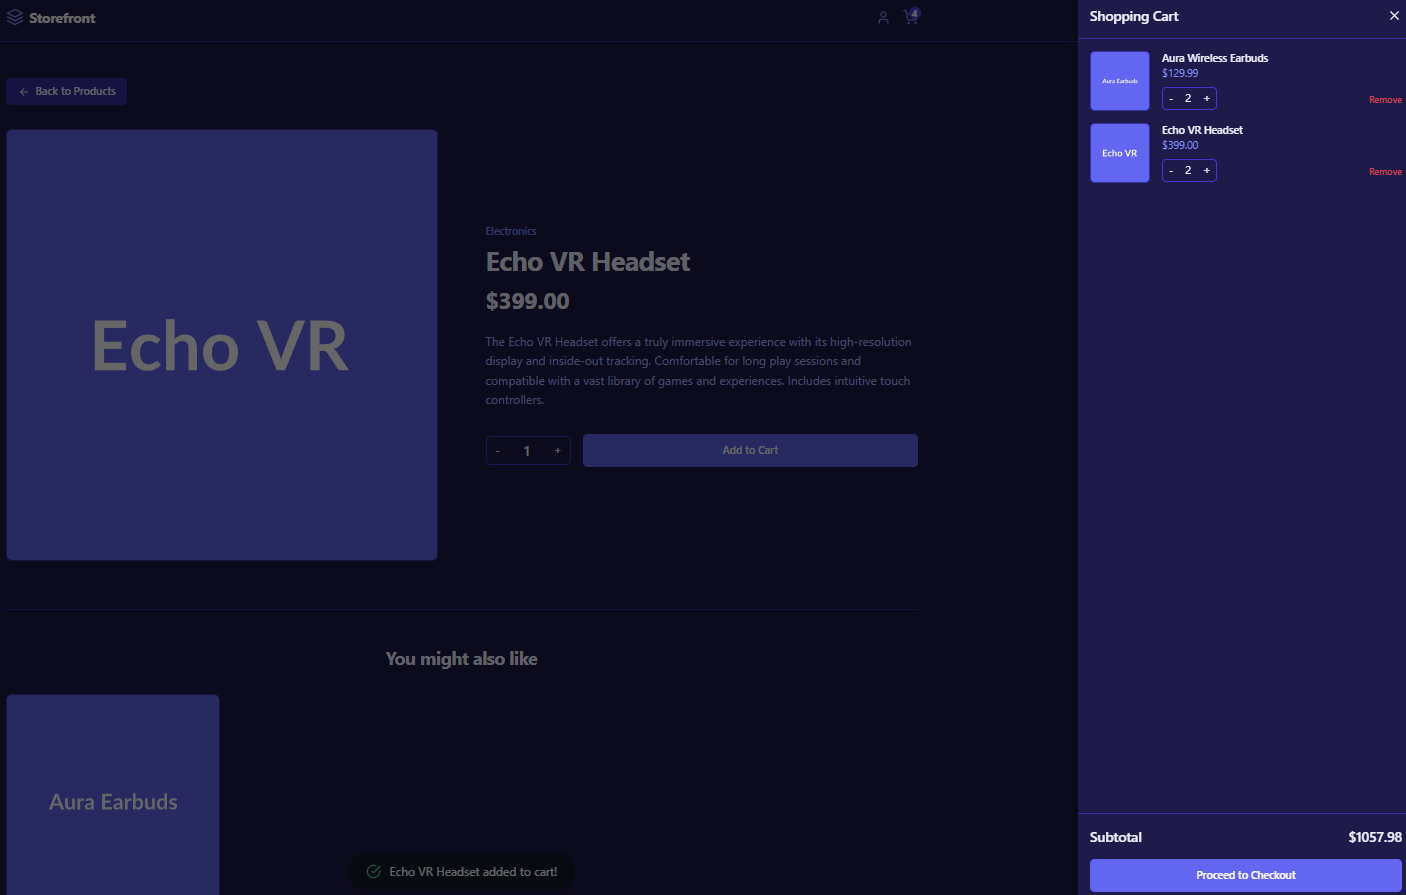 Storefront
4
Back to Products
Echo VR
Electronics
Echo VR Headset
$399.00
The Echo VR Headset offers a truly immersive experience with its high-resolution
display and inside-out tracking. Comfortable for long play sessions and
compatible with a vast library of games and experiences. Includes intuitive touch
controllers.
- 1 +
Add to Cart
You might also like
Aura Earbuds
Echo VR Headset added to cart!
Shopping Cart
Aura Earbuds
Aura Wireless Earbuds
$129.99
- 2 +
Remove
Echo VR
Echo VR Headset
$399.00
- 2 +
Remove
Subtotal $1057.98
Proceed to Checkout